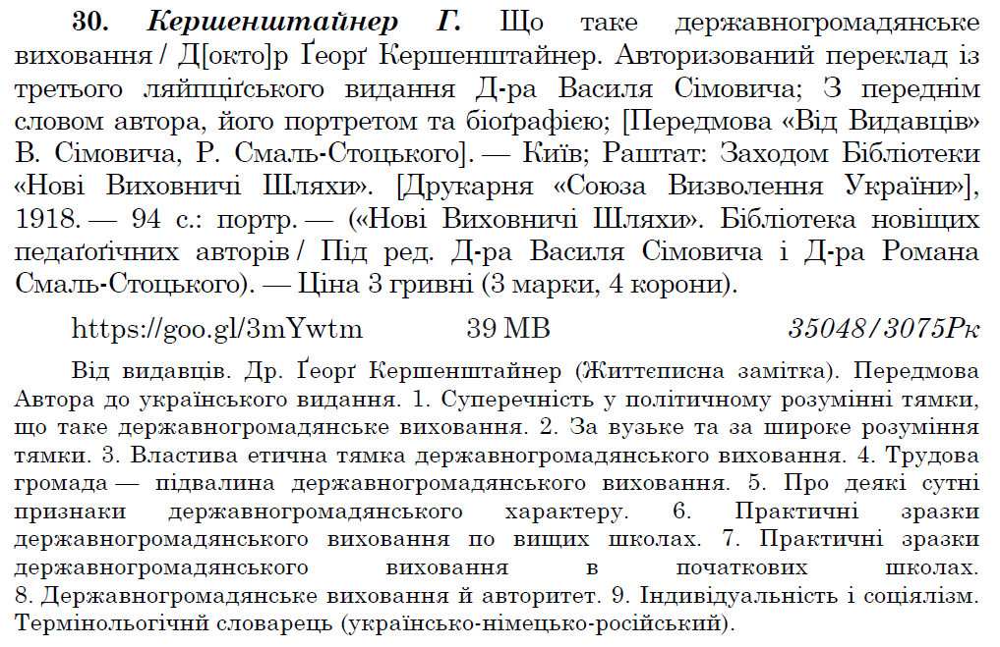 30. Кершенштайнер Г. Що таке державногромадянське
виховання / Д[окто]р Ґеорґ Кершенштайнер. Авторизований переклад із
третього ляйпціґського видання Д-ра Василя Сімовича; З переднім
словом автора, його портретом та біоґрафією; [Передмова «Від Видавців»
В. Сімовича, Р. Смаль-Стоцького]. — Київ; Раштат: Заходом Бібліотеки
«Нові Виховничі Шляхи». [Друкарня «Союза Визволення України»],
1918. — 94 с.: портр. — («Нові Виховничі Шляхи». Бібліотека новіщих
педаґоґічних авторів / Під ред. Д-ра Василя Сімовича і Д-ра Романа
Смаль-Стоцького). — Ціна 3 гривні (3 марки, 4 корони).
https://goo.gl/3mYwtm 39 MB 35048/3075Рк
Від видавців. Др. Ґеорґ Кершенштайнер (Життєписна замітка). Передмова
Автора до українського видання. 1. Суперечність у політичному розумінні тямки,
що таке державногромадянське виховання. 2. За вузьке та за широке розуміння
тямки. 3. Властива етична тямка державногромадянського виховання. 4. Трудова
громада — підвалина державногромадянського виховання. 5. Про деякі сутні
признаки державногромадянського характеру. 6. Практичні зразки
державногромадянського виховання по вищих школах. 7. Практичні зразки
державногромадянського виховання в початкових школах.
8. Державногромадянське виховання й авторитет. 9. Індивідуальність і соціялізм.
Термінольоґічнй словарець (українсько-німецько-російський).